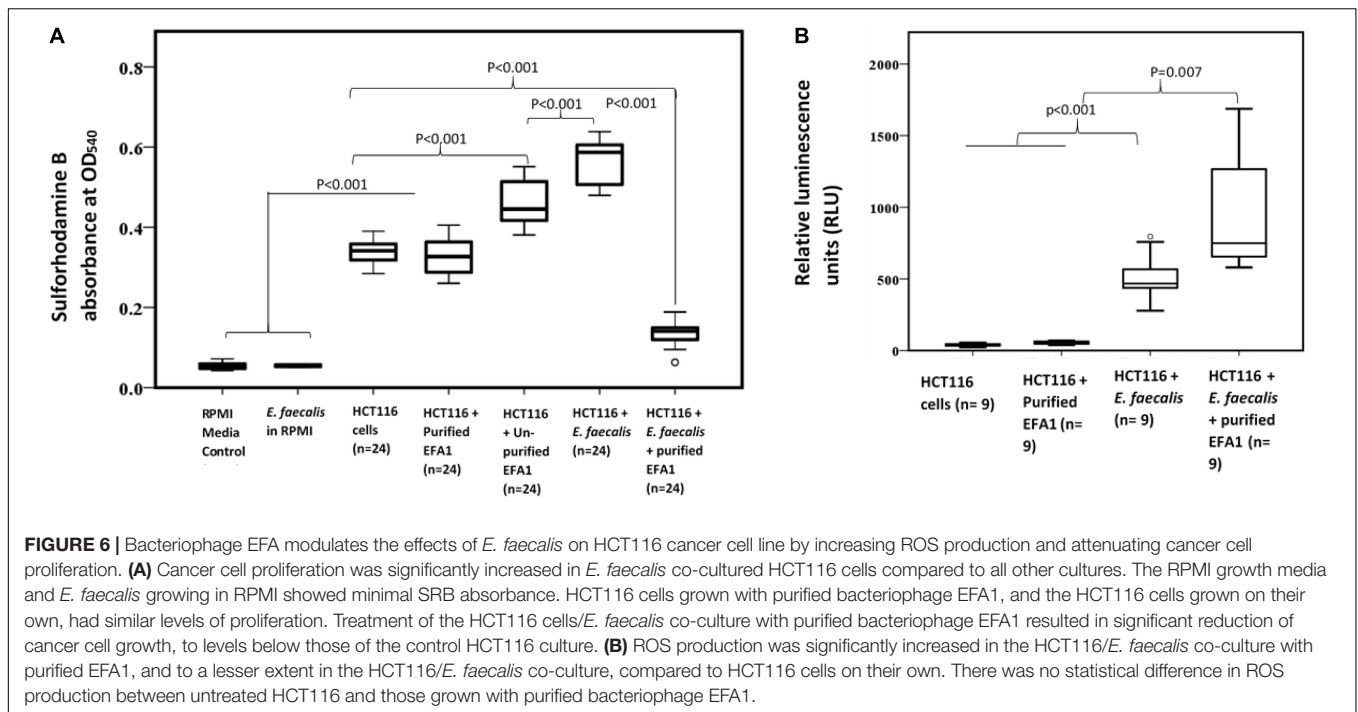 A
B
Sulforhodamine B
absorbance at OD540
0.8
0.6
0.4
0.2
0.0
P<0.001
P<0.001
P<0.001
P<0.001
P<0.001
RPMI
Media
Control
E. faecalis
in RPMI
HCT116
cells
(n=24)
HCT116 +
Purified
EFA1
(n=24)
HCT116
+ Un-
purified
EFA1
(n=24)
HCT116 +
E. faecalis
(n=24)
HCT116 +
E. faecalis
+ purified
EFA1
(n=24)
Relative luminescence
units (RLU)
2000
1500
1000
500
0
P=0.007
p<0.001
HCT116
cells (n= 9)
HCT116 +
Purified
EFA1 (n=
9)
HCT116 +
E. faecalis
(n= 9)
HCT116 +
E. faecalis
+ purified
EFA1 (n=
9)
FIGURE 6 | Bacteriophage EFA modulates the effects of E. faecalis on HCT116 cancer cell line by increasing ROS production and attenuating cancer cell
proliferation. (A) Cancer cell proliferation was significantly increased in E. faecalis co-cultured HCT116 cells compared to all other cultures. The RPMI growth media
and E. faecalis growing in RPMI showed minimal SRB absorbance. HCT116 cells grown with purified bacteriophage EFA1, and the HCT116 cells grown on their
own, had similar levels of proliferation. Treatment of the HCT116 cells/E. faecalis co-culture with purified bacteriophage EFA1 resulted in significant reduction of
cancer cell growth, to levels below those of the control HCT116 culture. (B) ROS production was significantly increased in the HCT116/E. faecalis co-culture with
purified EFA1, and to a lesser extent in the HCT116/E. faecalis co-culture, compared to HCT116 cells on their own. There was no statistical difference in ROS
production between untreated HCT116 and those grown with purified bacteriophage EFA1.